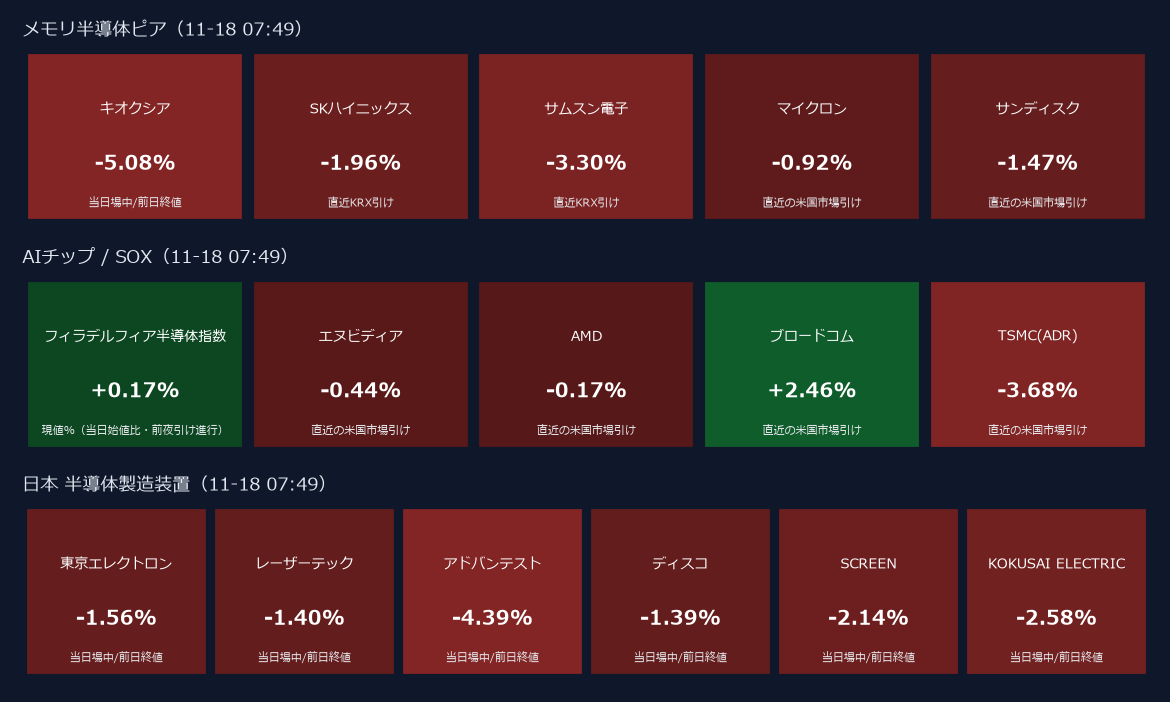 メモリ半導体ピア（11-18 07:49）
キオクシア
-5.08%
当日場中/前日終値
SKハイニックス
-1.96%
直近KRX引け
サムスン電子
-3.30%
直近KRX引け
マイクロン
-0.92%
直近の米国市場引け
サンディスク
-1.47%
直近の米国市場引け
AIチップ / SOX（11-18 07:49）
フィラデルフィア半導体指数
+0.17%
現値%（当日始値比・前夜引け進行）
エヌビディア
-0.44%
直近の米国市場引け
AMD
-0.17%
直近の米国市場引け
ブロードコム
+2.46%
直近の米国市場引け
TSMC(ADR)
-3.68%
直近の米国市場引け
日本 半導体製造装置（11-18 07:49）
東京エレクトロン
-1.56%
当日場中/前日終値
レーザーテック
-1.40%
当日場中/前日終値
アドバンテスト
-4.39%
当日場中/前日終値
ディスコ
-1.39%
当日場中/前日終値
SCREEN
-2.14%
当日場中/前日終値
KOKUSAI ELECTRIC
-2.58%
当日場中/前日終値